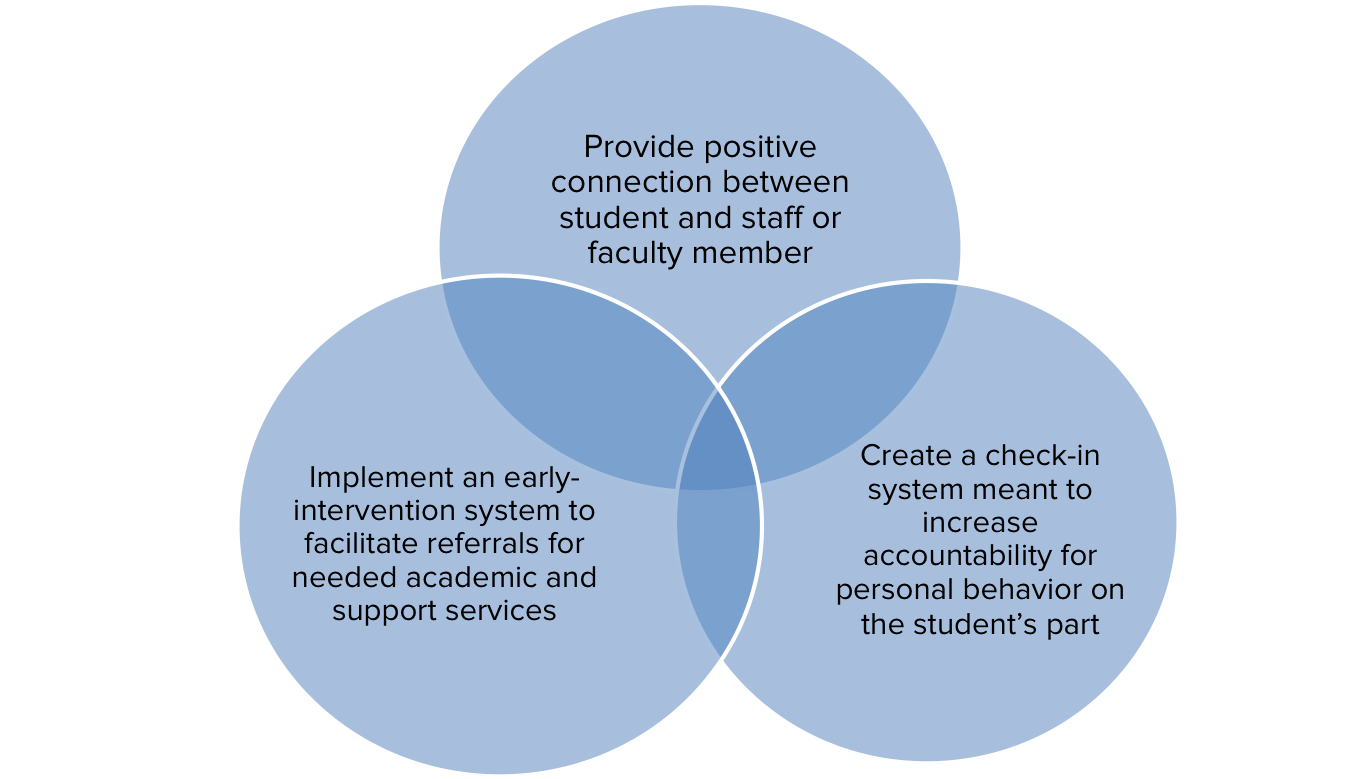 Provide positive
connection between
student and staff or
faculty member
Implement an early-
intervention system to
facilitate referrals for
needed academic and
support services
Create a check-in
system meant to
increase
accountability for
personal behavior on
the student’s part